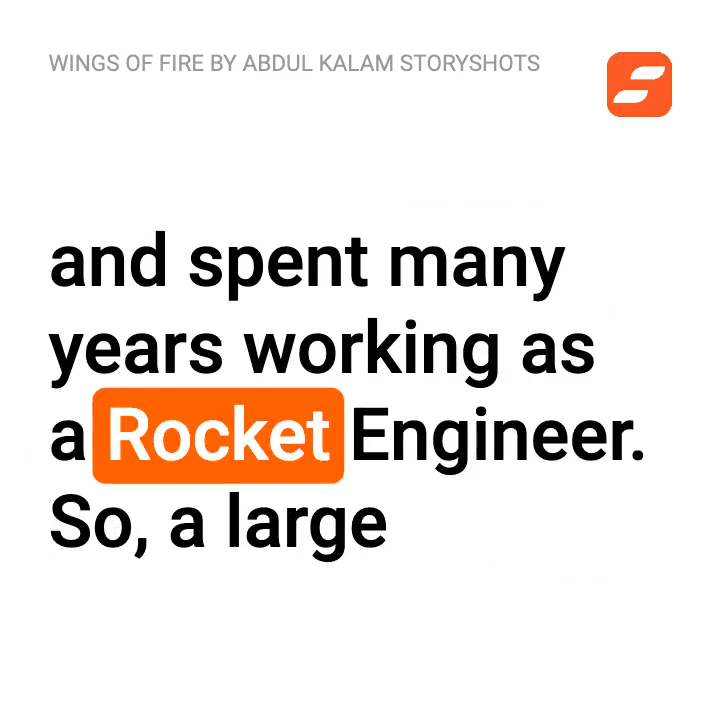 WINGS OF FIRE BY ABDUL KALAM STORYSHOTS
and spent many
years working as
a Rocket Engineer.
So, a large